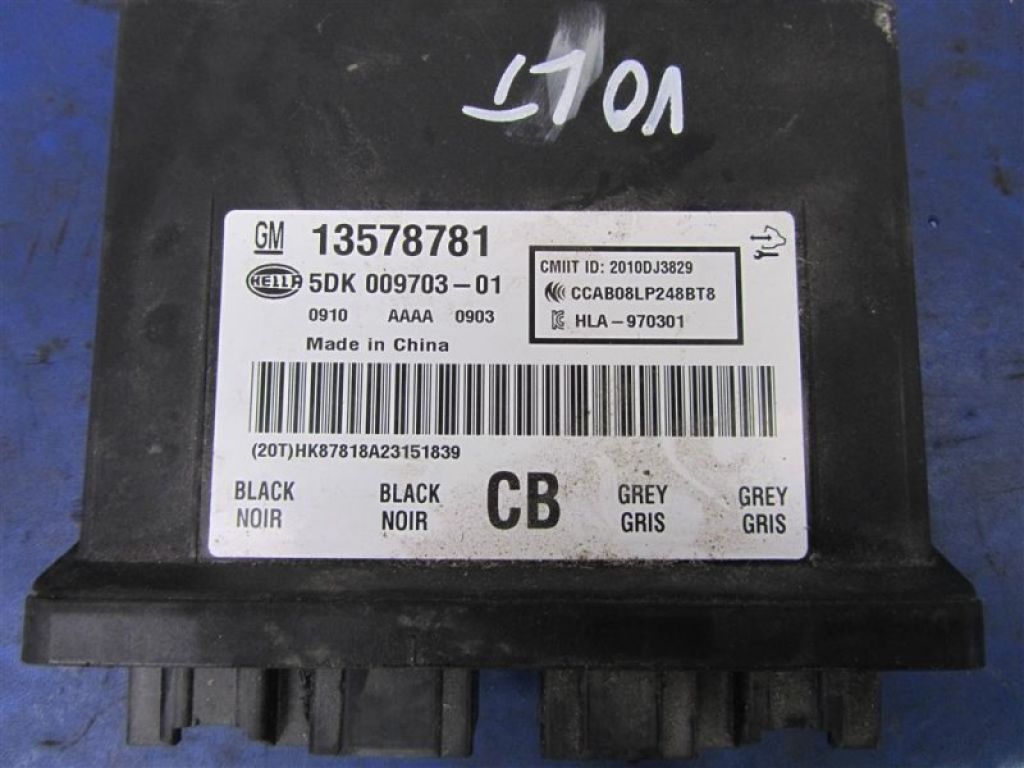 VOLT
GM 13578781
HELLA 5DK 009703-01
0910 AAAA 0903
Made in China
CMIIT ID: 2010DJ3829
CCAB08LP248BT8
HLA-970301
(20T)HK87818A23151839
BLACK BLACK CB GREY GREY
NOIR NOIR GRIS GRIS